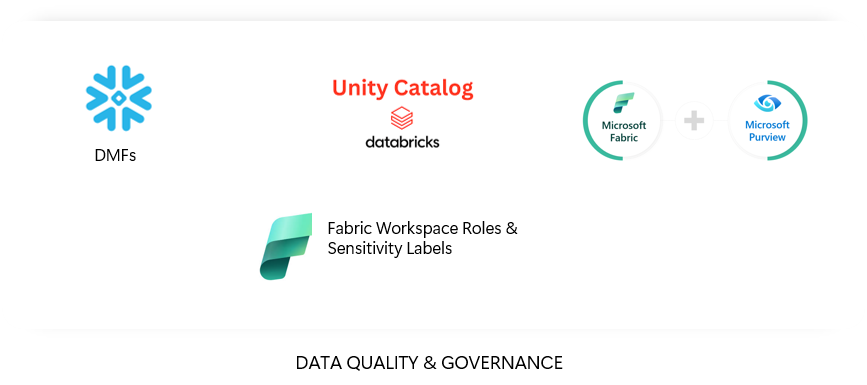 DMFs
Unity Catalog
databricks
Microsoft
Fabric
Microsoft
Purview
Fabric Workspace Roles &
Sensitivity Labels
DATA QUALITY & GOVERNANCE